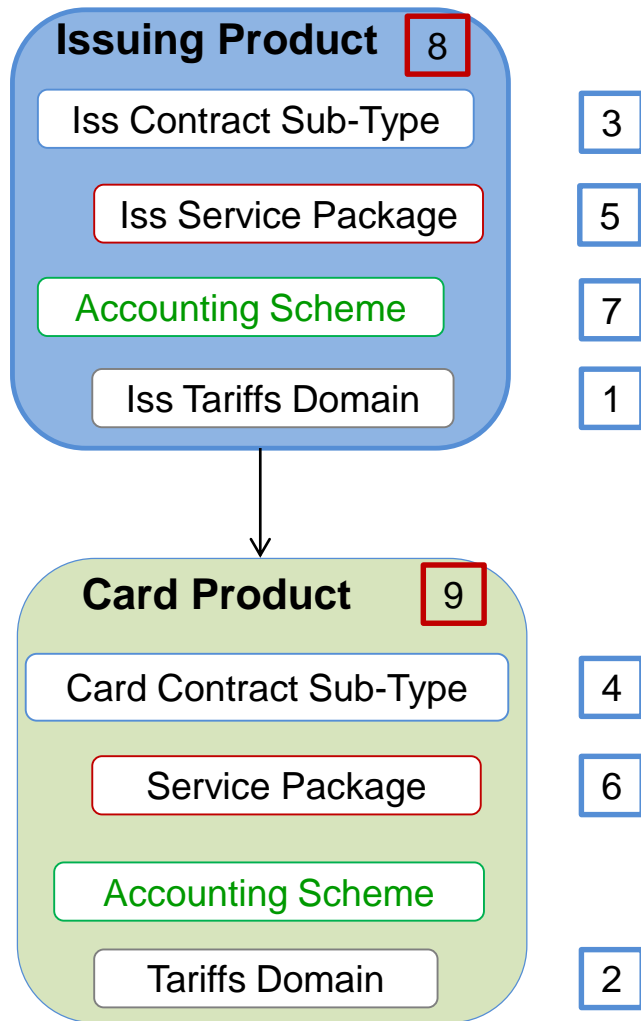 Issuing Product 8
Iss Contract Sub-Type 3
Iss Service Package 5
Accounting Scheme 7
Iss Tariffs Domain 1
Card Product 9
Card Contract Sub-Type 4
Service Package 6
Accounting Scheme
Tariffs Domain 2